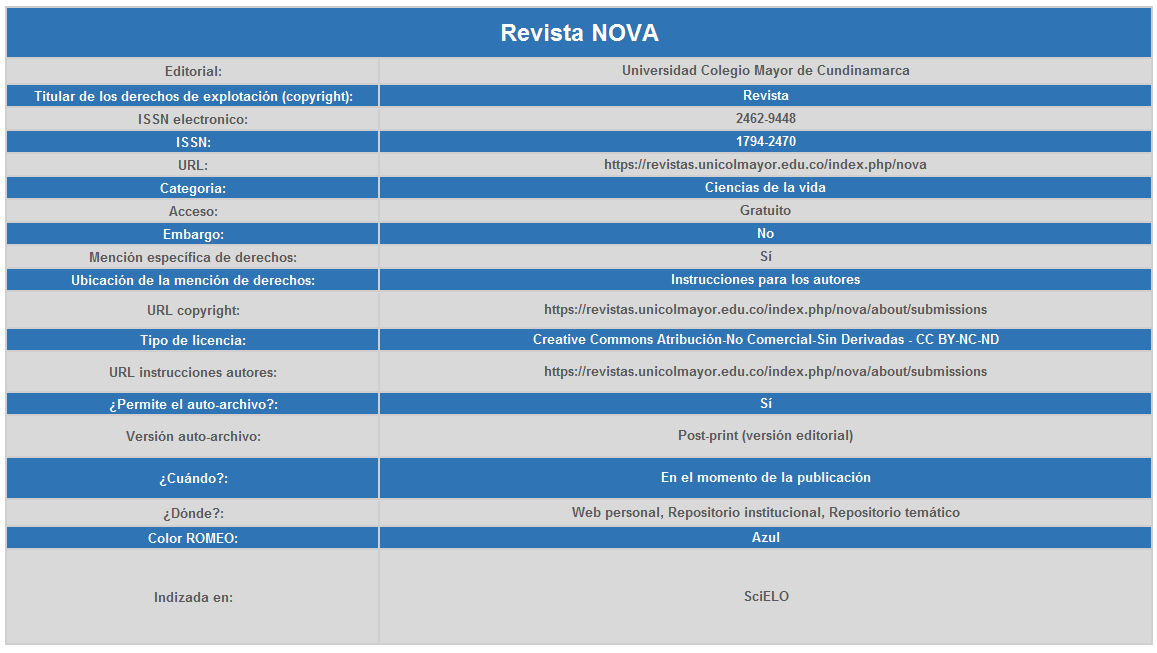 Revista NOVA
Editorial: Universidad Colegio Mayor de Cundinamarca
Titular de los derechos de explotación (copyright): Revista
ISSN electronico: 2462-9448
ISSN: 1794-2470
URL: https://revistas.unicolmayor.edu.co/index.php/nova
Categoria: Ciencias de la vida
Acceso: Gratuito
Embargo: No
Mención específica de derechos: Sí
Ubicación de la mención de derechos: Instrucciones para los autores
URL copyright: https://revistas.unicolmayor.edu.co/index.php/nova/about/submissions
Tipo de licencia: Creative Commons Atribución-No Comercial-Sin Derivadas - CC BY-NC-ND
URL instrucciones autores: https://revistas.unicolmayor.edu.co/index.php/nova/about/submissions
¿Permite el auto-archivo?: Sí
Versión auto-archivo: Post-print (versión editorial)
¿Cuándo?: En el momento de la publicación
¿Dónde?: Web personal, Repositorio institucional, Repositorio temático
Color ROMEO: Azul
Indizada en: SciELO